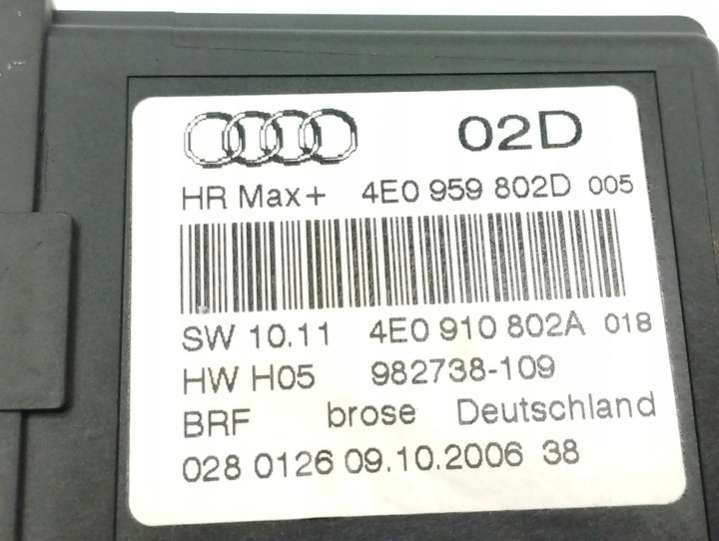 02D
HR Max+ 4E0 959 802D 005
SW 10.11 4E0 910 802A 018
HW H05 982738-109
BRF brose Deutschland
028 0126 09.10.2006 38